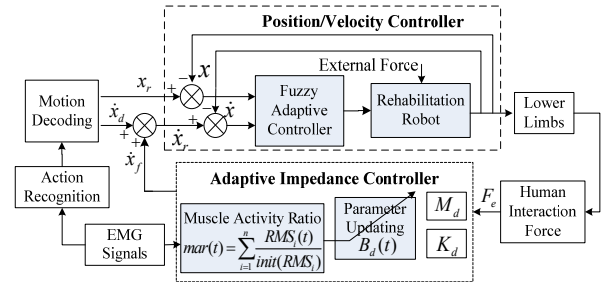 Position/Velocity Controller
Motion
Decoding
x_r
ẋ_d
+
−
x
+
+
ẋ_r
+
−
ẋ
ẋ_f
External Force
Fuzzy
Adaptive
Controller
Rehabilitation
Robot
Lower
Limbs
Action
Recognition
EMG
Signals
Adaptive Impedance Controller
Muscle Activity Ratio
mar(t)=∑_{i=1}^{n} RMS_i(t)/init(RMS_i)
Parameter
Updating
B_d(t)
M_d
K_d
F_e
Human
Interaction
Force